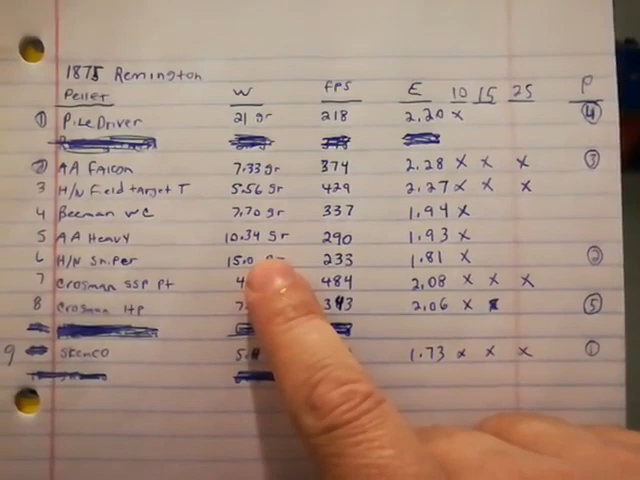 1875 Remington
Pellet W FPS E 10 15 25 P
① PileDriver 21 gr 218 2.20 x ④
② AA Falcon 7.33 gr 374 2.28 x x x ③
3 H/N Field target T 5.56 gr 429 2.27 x x x
4 Beeman WC 7.70 gr 337 1.94 x
5 AA Heavy 10.34 gr 290 1.93 x
6 H/N Sniper 15.0 gr 233 1.81 x ②
7 Crosman SSP Pt 484 2.08 x x x
8 Crosman HP 343 2.06 x x ⑤
9 Skenco 1.73 x x x ①